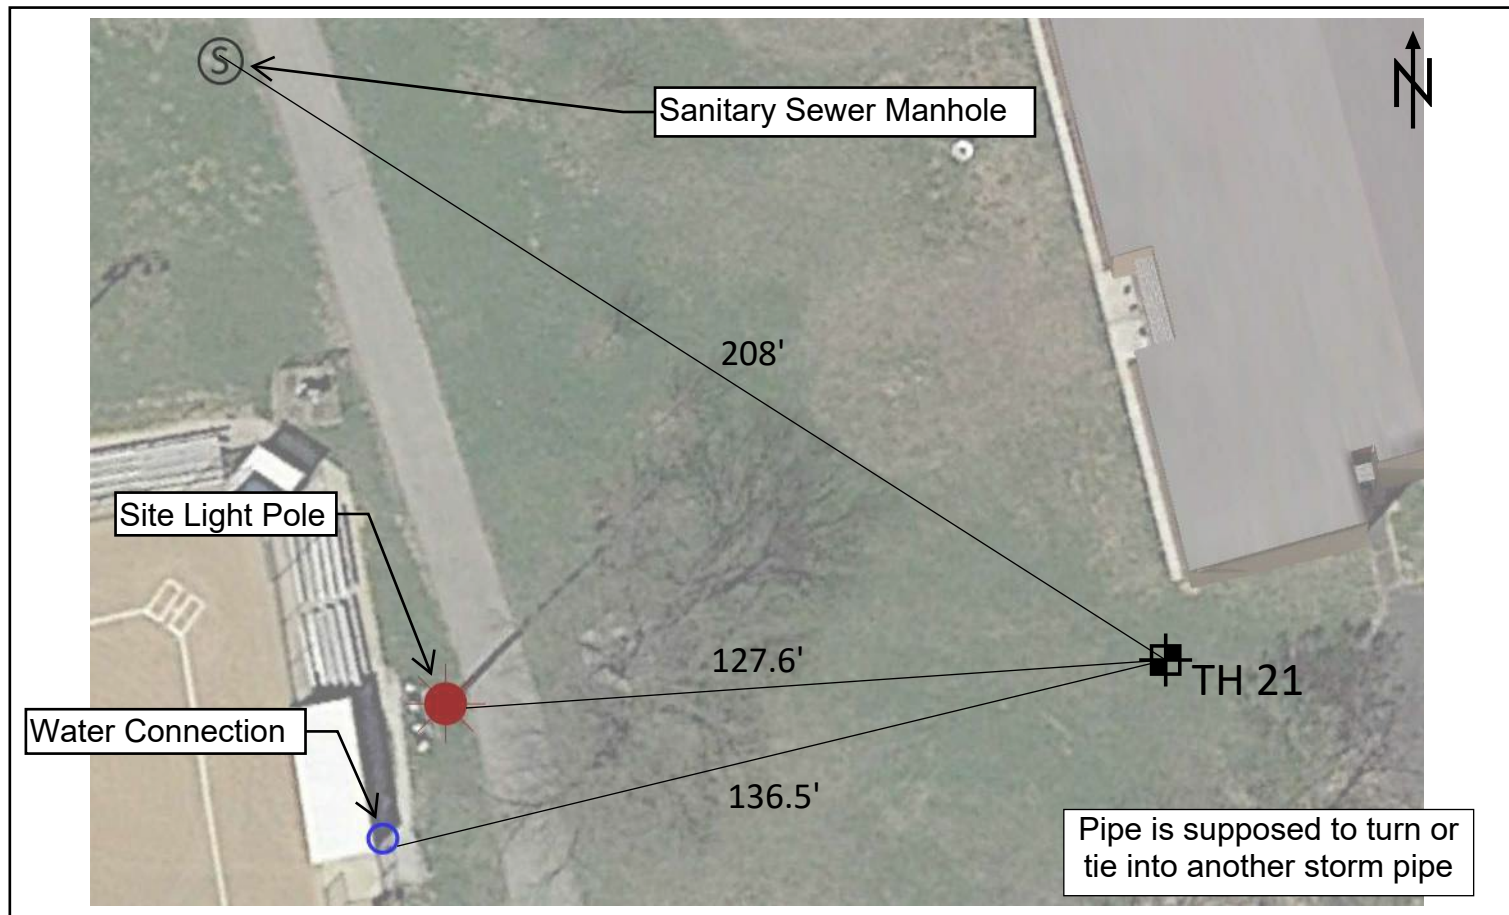 S
N
Sanitary Sewer Manhole
208'
Site Light Pole
127.6'
TH 21
Water Connection
136.5'
Pipe is supposed to turn or
tie into another storm pipe